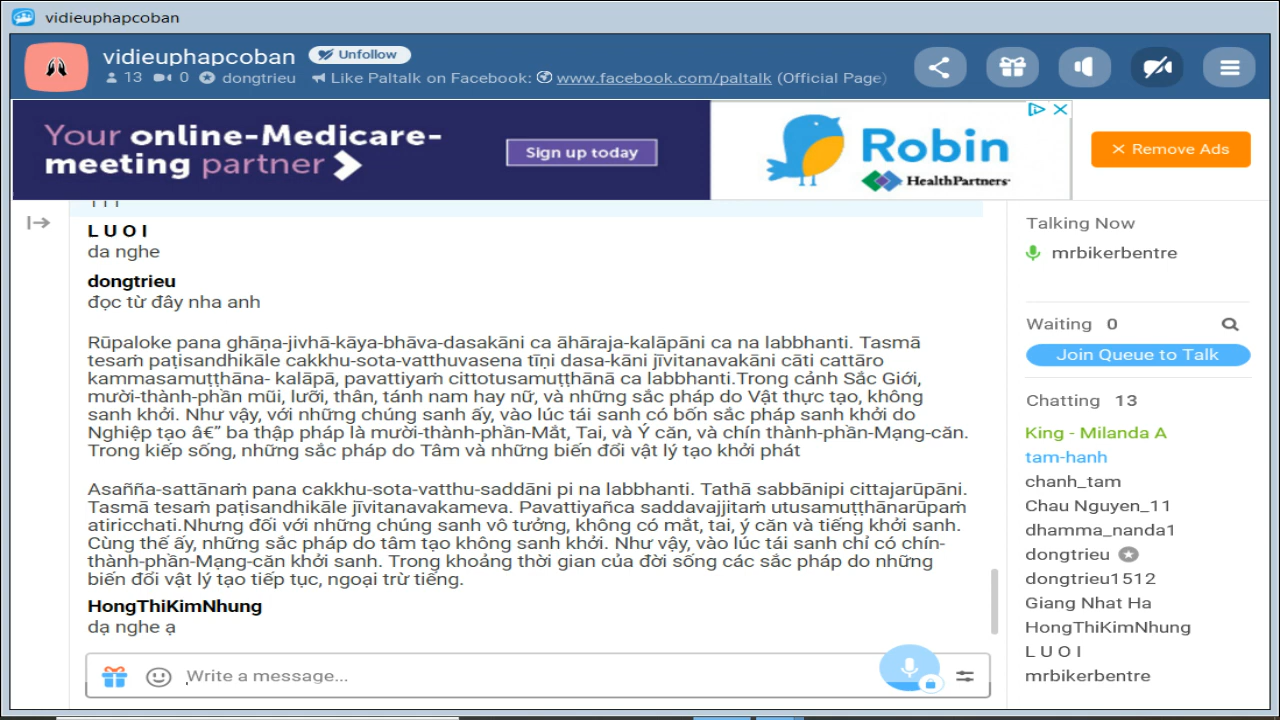 vidieuphapcoban
vidieuphapcoban Unfollow
13 0 dongtrieu Like Paltalk on Facebook: www.facebook.com/paltalk (Official Page)
Your online-Medicare-
meeting partner
Sign up today
Robin
HealthPartners
Remove Ads
L U O I
da nghe
dongtrieu
đọc từ đây nha anh
Rūpaloke pana ghāṇa-jivhā-kāya-bhāva-dasakāni ca āhāraja-kalāpāni ca na labbhanti. Tasmā
tesaṁ paṭisandhikāle cakkhu-sota-vatthuvasena tīṇi dasa-kāni jīvitanavakāni cāti cattāro
kammasamuṭṭhāna- kalāpā, pavattiyaṁ cittotusamuṭṭhānā ca labbhanti.Trong cảnh Sắc Giới,
mười-thành-phần mũi, lưỡi, thân, tánh nam hay nữ, và những sắc pháp do Vật thực tạo, không
sanh khởi. Như vậy, với những chúng sanh ấy, vào lúc tái sanh có bốn sắc pháp sanh khởi do
Nghiệp tạo â€” ba thập pháp là mười-thành-phần-Mắt, Tai, và Ý căn, và chín thành-phần-Mạng-căn.
Trong kiếp sống, những sắc pháp do Tâm và những biến đổi vật lý tạo khởi phát
Asañña-sattānaṁ pana cakkhu-sota-vatthu-saddāni pi na labbhanti. Tathā sabbānipi cittajarūpāni.
Tasmā tesaṁ paṭisandhikāle jīvitanavakameva. Pavattiyañca saddavajjitaṁ utusamuṭṭhānarūpaṁ
atiricchati.Nhưng đối với những chúng sanh vô tưởng, không có mắt, tai, ý căn và tiếng khởi sanh.
Cùng thế ấy, những sắc pháp do tâm tạo không sanh khởi. Như vậy, vào lúc tái sanh chỉ có chín-
thành-phần-Mạng-căn khởi sanh. Trong khoảng thời gian của đời sống các sắc pháp do những
biến đổi vật lý tạo tiếp tục, ngoại trừ tiếng.
HongThiKimNhung
dạ nghe ạ
Write a message...
Talking Now
mrbikerbentre
Waiting 0
Join Queue to Talk
Chatting 13
King - Milanda A
tam-hanh
chanh_tam
Chau Nguyen_11
dhamma_nanda1
dongtrieu
dongtrieu1512
Giang Nhat Ha
HongThiKimNhung
L U O I
mrbikerbentre